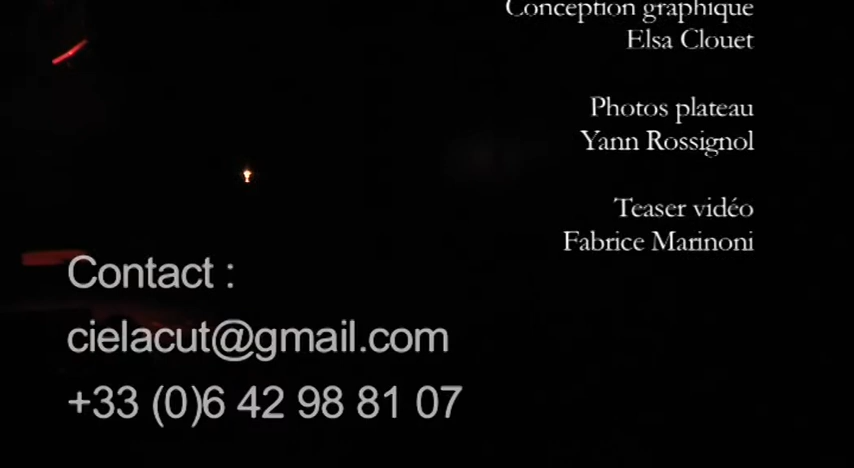 Conception graphique
Elsa Clouet
Photos plateau
Yann Rossignol
Teaser vidéo
Fabrice Marinoni
Contact :
cielacut@gmail.com
+33 (0)6 42 98 81 07